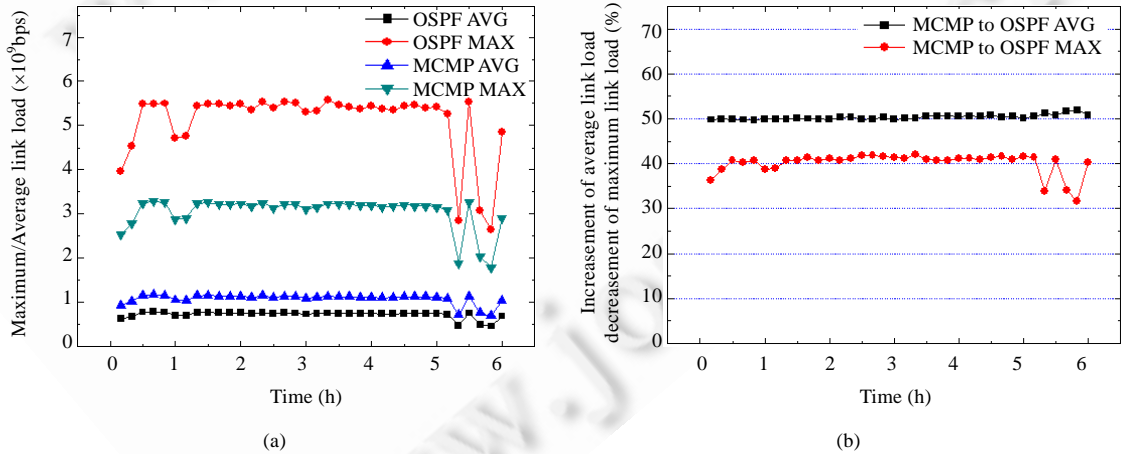 OSPF AVG
OSPF MAX
MCMP AVG
MCMP MAX
Maximum/Average link load (×10⁹bps)
7
6
5
4
3
2
1
0
0 1 2 3 4 5 6
Time (h)
(a)
MCMP to OSPF AVG
MCMP to OSPF MAX
Increasement of average link load
decreasement of maximum link load (%)
70
60
50
40
30
20
10
0
0 1 2 3 4 5 6
Time (h)
(b)